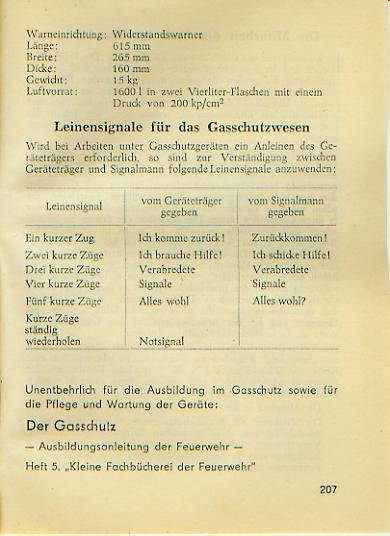 Warneinrichtung: Widerstandswarner
Länge: 615 mm
Breite: 265 mm
Dicke: 160 mm
Gewicht: 15 kg
Luftvorrat: 1600 l in zwei Vierliter-Flaschen mit einem
Druck von 200 kp/cm²
Leinensignale für das Gasschutzwesen
Wird bei Arbeiten unter Gasschutzgeräten ein Anleinen des Ge-
räteträgers erforderlich, so sind zur Verständigung zwischen
Geräteträger und Signalmann folgende Leinensignale anzuwenden:
Leinensignal vom Geräteträger gegeben vom Signalmann gegeben
Ein kurzer Zug Ich komme zurück! Zurückkommen!
Zwei kurze Züge Ich brauche Hilfe! Ich schicke Hilfe!
Drei kurze Züge Verabredete Verabredete
Vier kurze Züge Signale Signale
Fünf kurze Züge Alles wohl Alles wohl?
Kurze Züge
ständig
wiederholen Notsignal
Unentbehrlich für die Ausbildung im Gasschutz sowie für
die Pflege und Wartung der Geräte:
Der Gasschutz
— Ausbildungsanleitung der Feuerwehr —
Heft 5, „Kleine Fachbücherei der Feuerwehr"
207